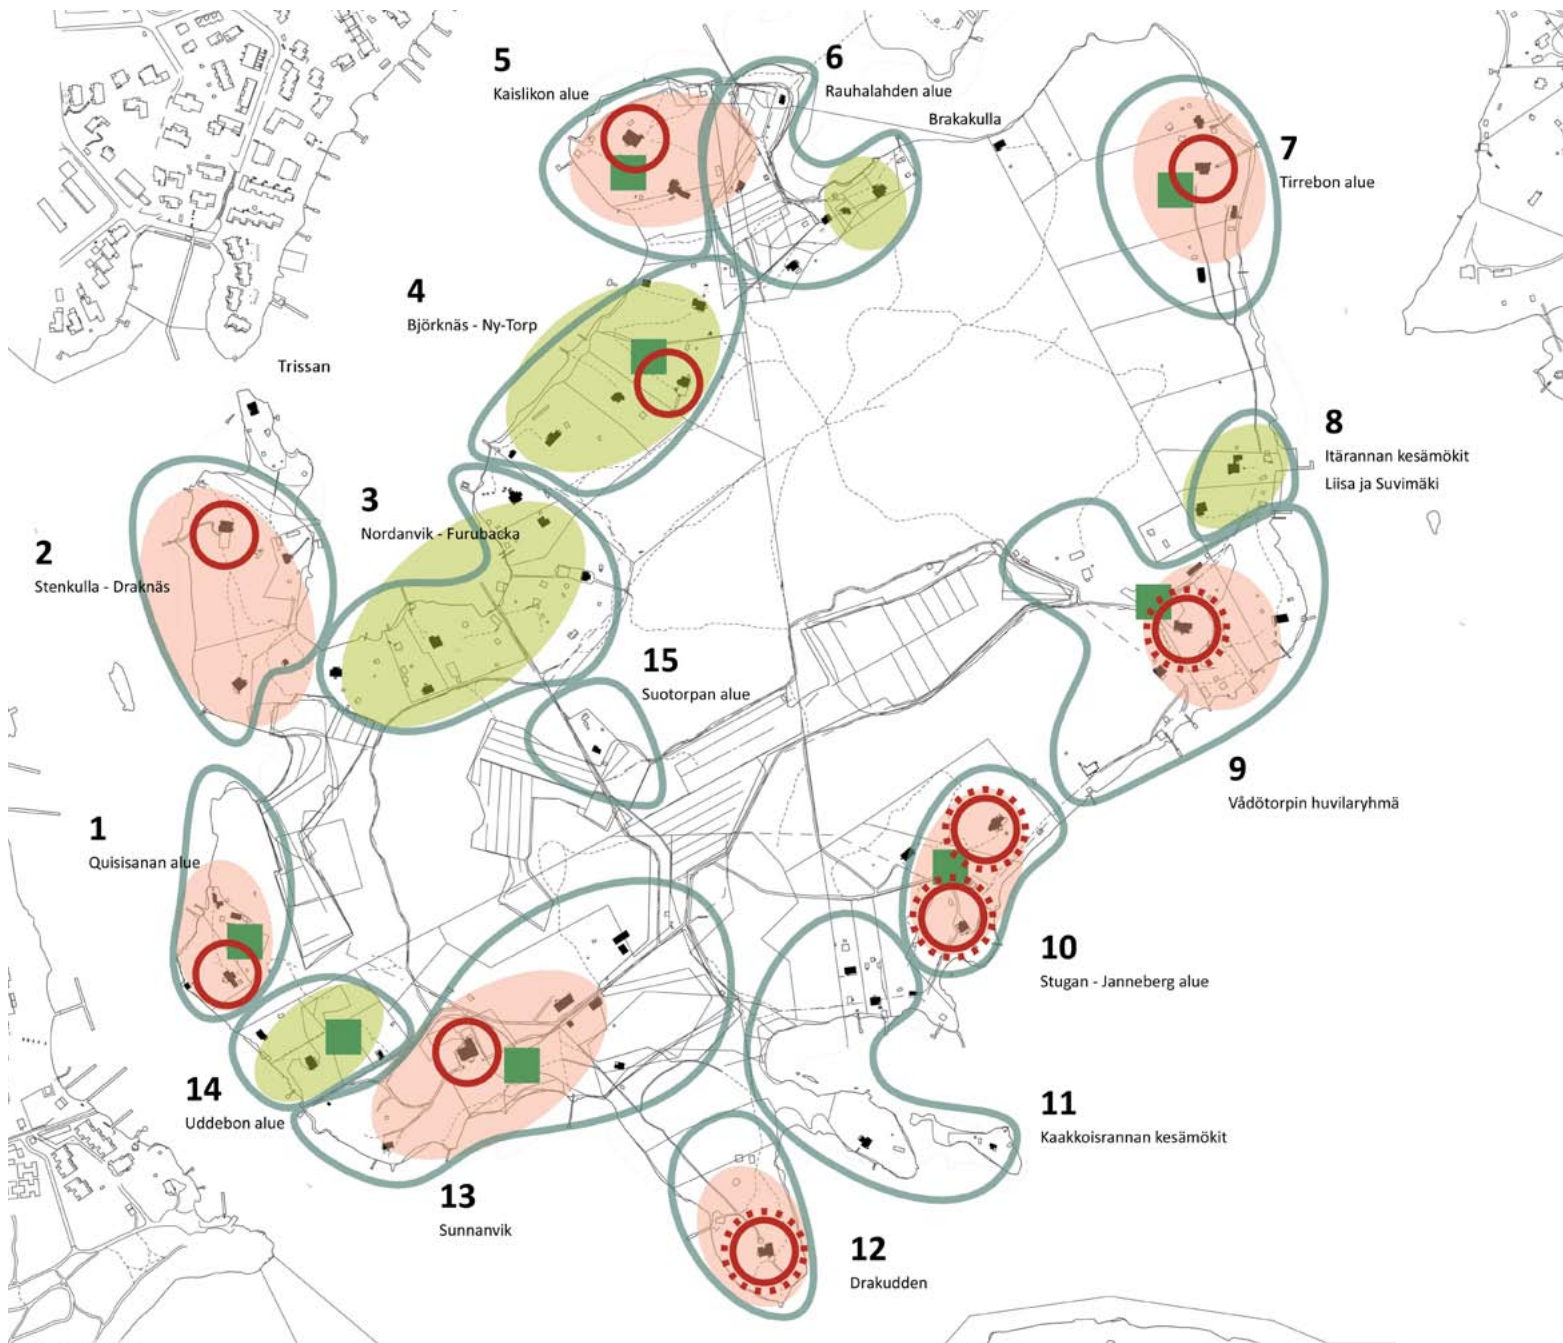 5
Kaislikon alue
6
Rauhalahden alue
Brakakulla
7
Tirrebon alue
4
Björknäs - Ny-Torp
Trissan
8
Itärannan kesämökit
Liisa ja Suvimäki
3
Nordanvik - Furubacka
2
Stenkulla - Draknäs
15
Suotorpan alue
9
Vådötorpin huvilaryhmä
1
Quisisanan alue
10
Stugan - Janneberg alue
14
Uddebon alue
11
Kaakkoisrannan kesämökit
13
Sunnanvik
12
Drakudden